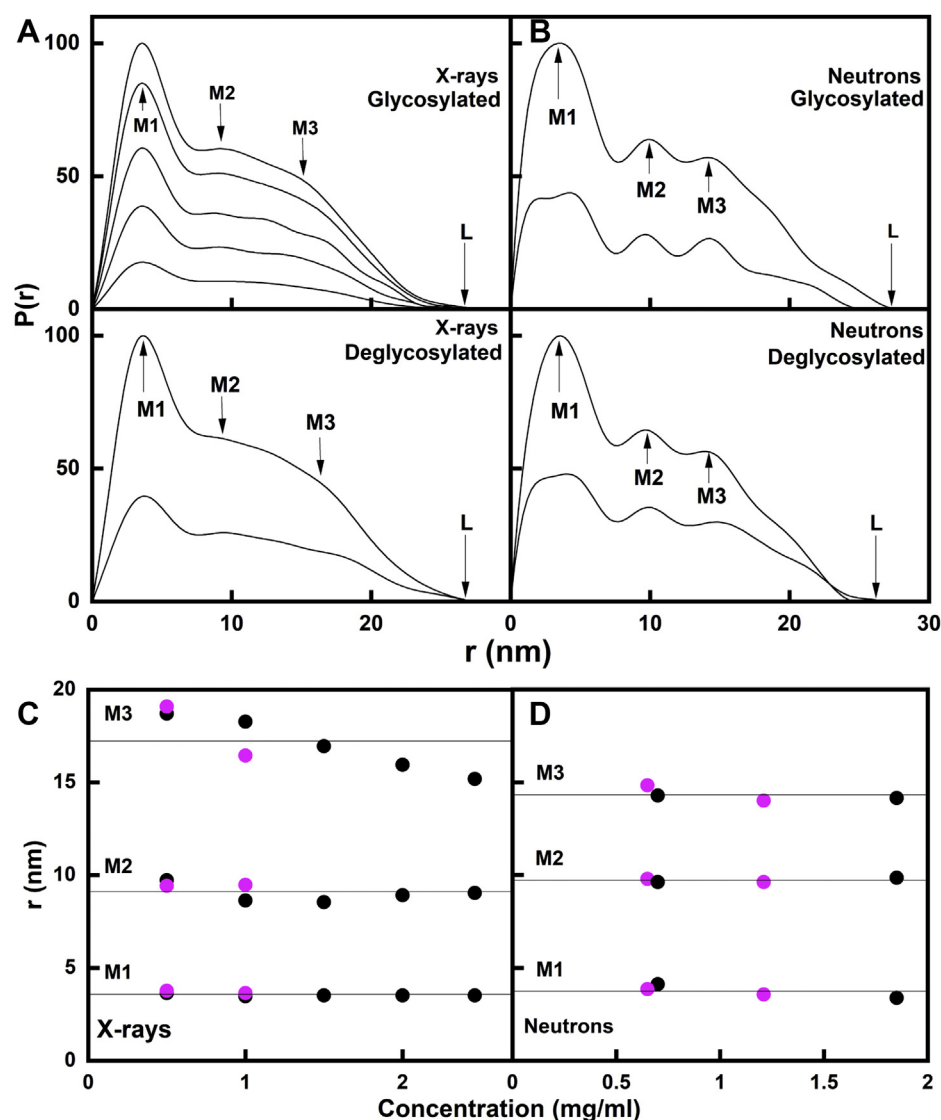 A
B
100
X-rays
Glycosylated
Neutrons
Glycosylated
M1
M2
M3
L
M1
M2
M3
L
50
0
10
20
P(r)
100
X-rays
Deglycosylated
Neutrons
Deglycosylated
M1
M2
M3
L
M1
M2
M3
L
50
0
0 10 20 0 10 20 30
r (nm)
C
D
20
15
10
5
0
r (nm)
M3
M2
M1
X-rays
M3
M2
M1
Neutrons
0 1 2 0 0.5 1 1.5 2
Concentration (mg/ml)